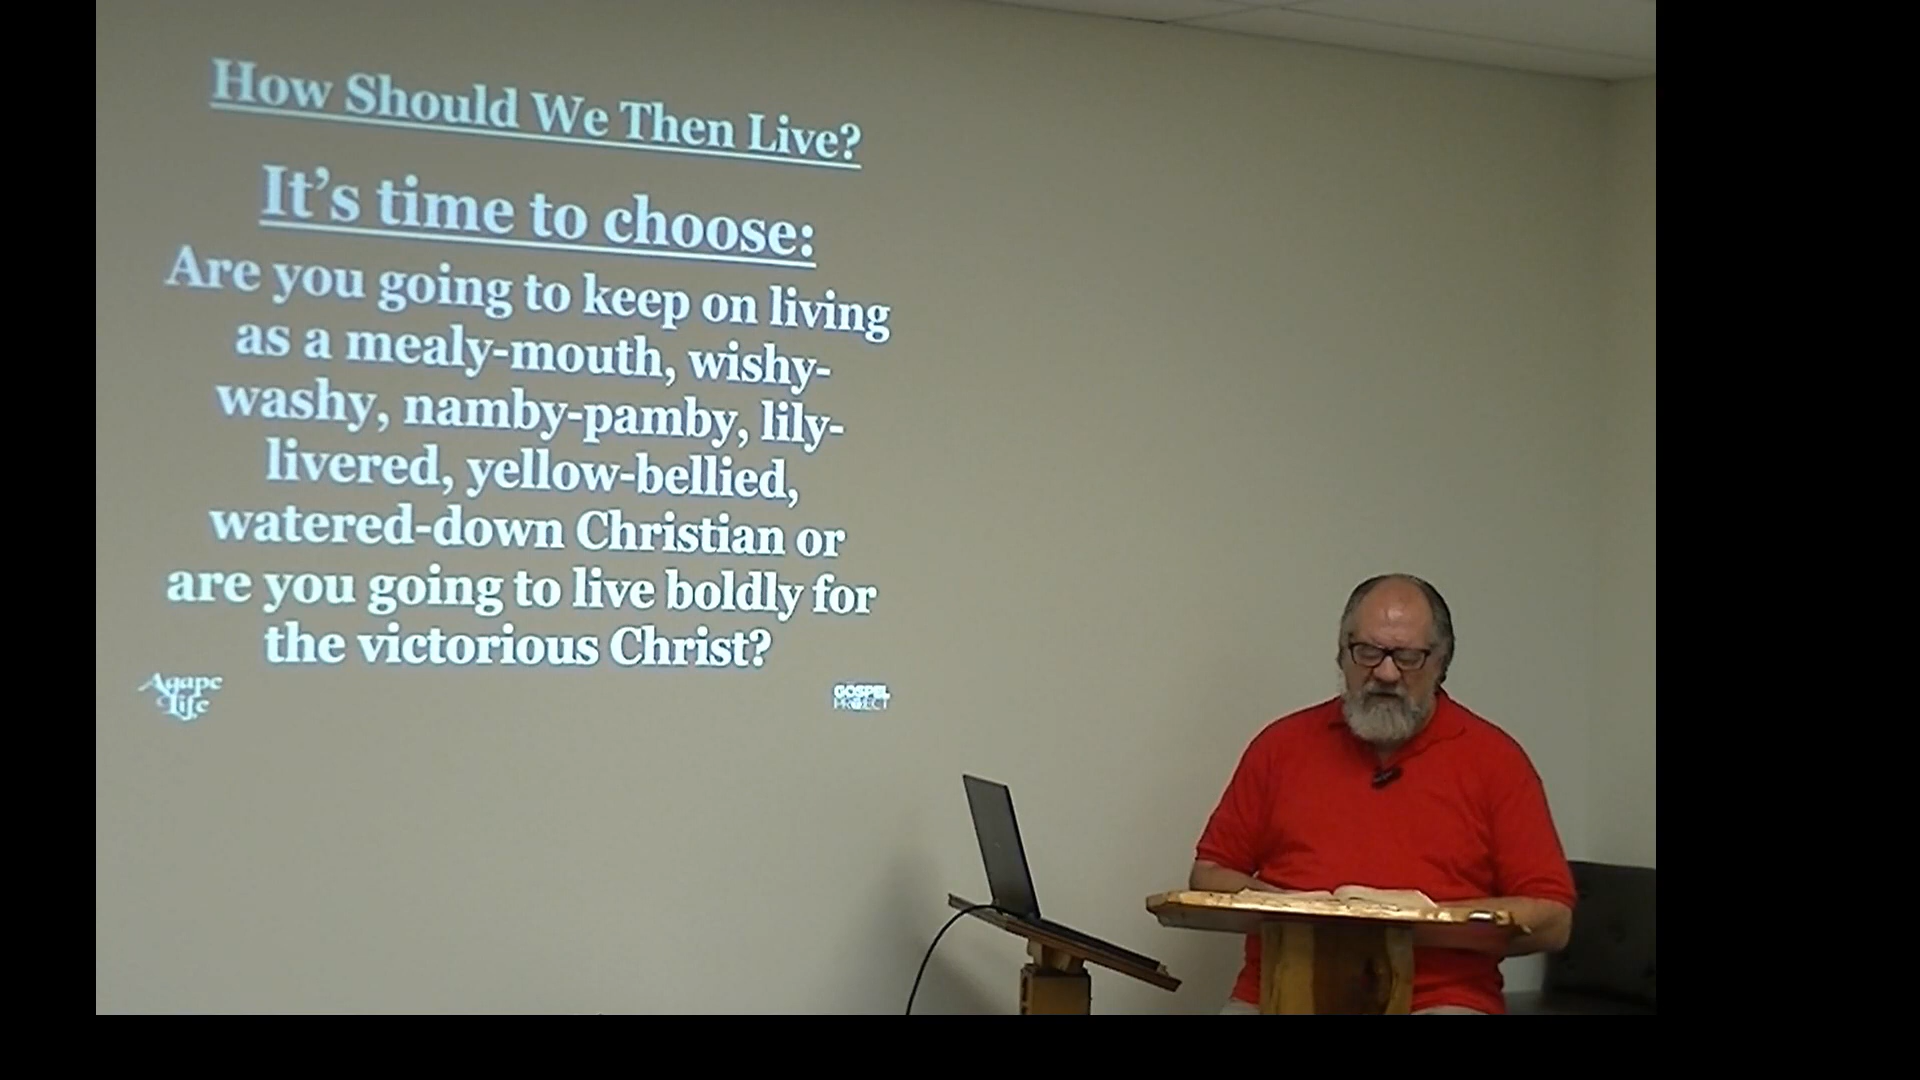 How Should We Then Live?
It’s time to choose:
Are you going to keep on living
as a mealy-mouth, wishy-
washy, namby-pamby, lily-
livered, yellow-bellied,
watered-down Christian or
are you going to live boldly for
the victorious Christ?
Agape
Life
GOSPEL
PROJECT